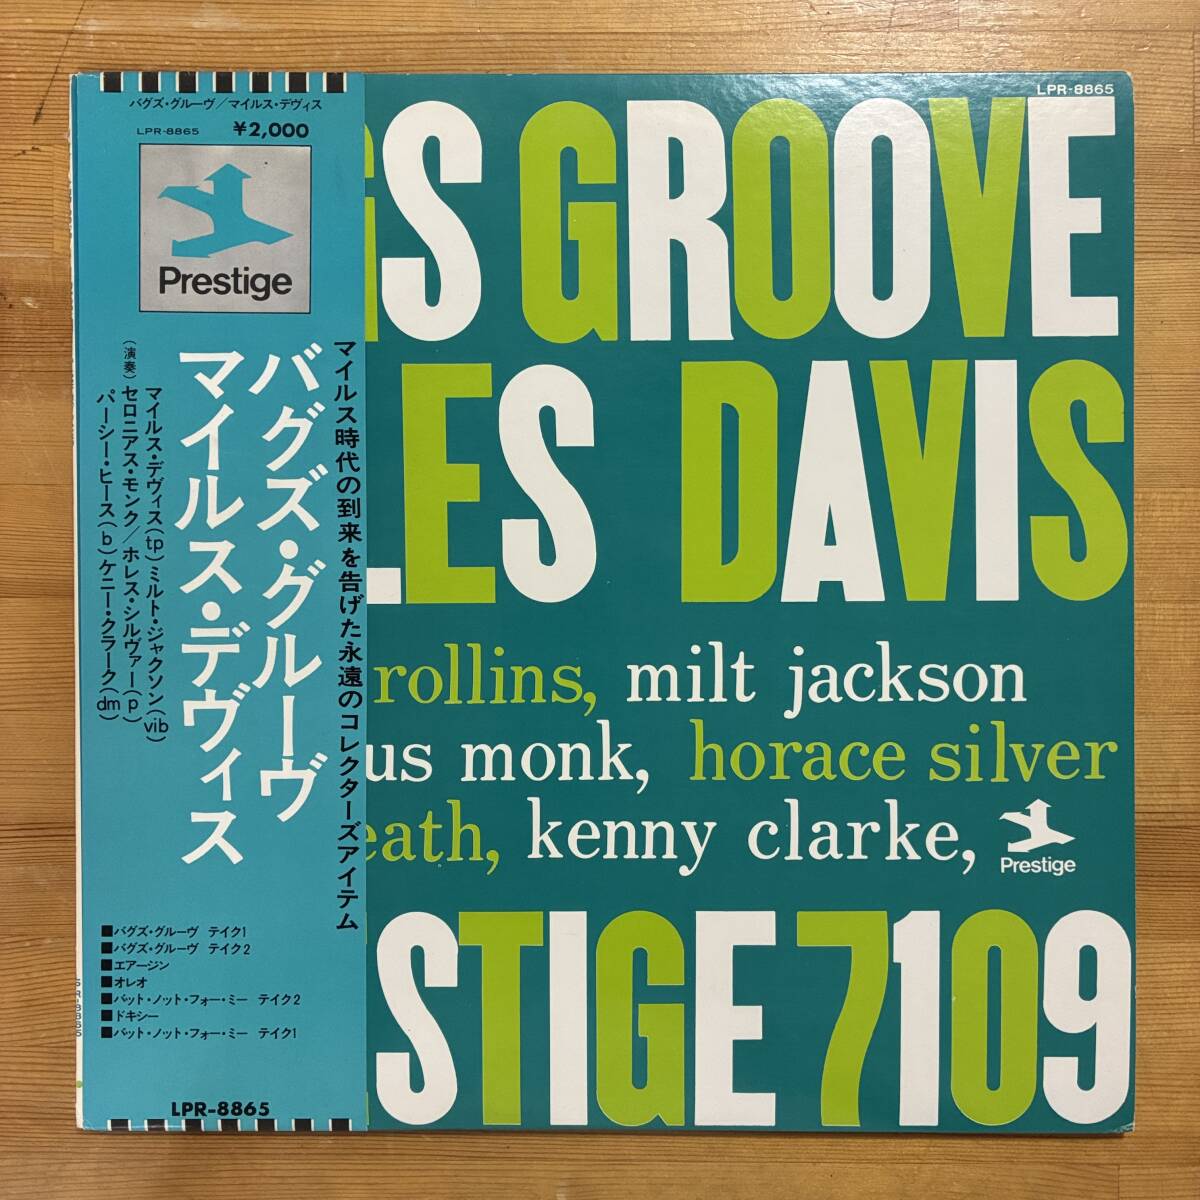 バグズ・グルーヴ／マイルス・デヴィス
LPR-8865 ¥2,000
Prestige
マイルス時代の到来を告げた永遠のコレクターズアイテム
バグズ・グルーヴ
マイルス・デヴィス
(演奏)
マイルス・デヴィス(tp)ミルト・ジャクソン(vib)
セロニアス・モンク／ホレス・シルヴァー(p)
パーシー・ヒース(b)ケニー・クラーク(dm)
■バグズ・グルーヴ テイク1
■バグズ・グルーヴ テイク2
■エアージン
■オレオ
■バット・ノット・フォー・ミー テイク2
■ドキシー
■バット・ノット・フォー・ミー テイク1
LPR-8865
LPR-8865
GS GROOVE
LES DAVIS
rollins, milt jackson
us monk, horace silver
eath, kenny clarke,
Prestige
STIGE 7109